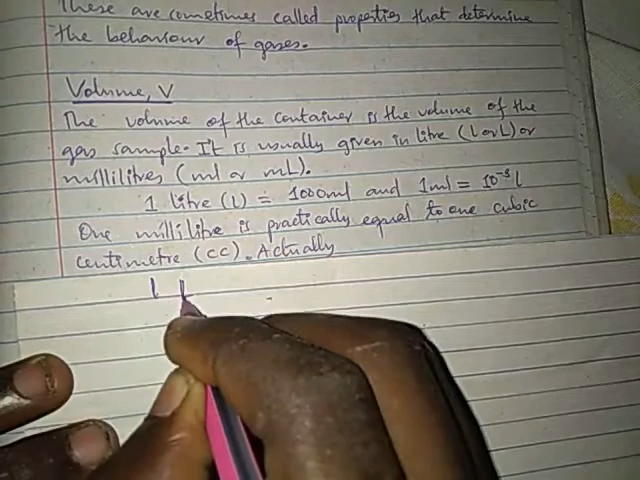 These are sometimes called properties that determine
the behaviour of gases.
Volume, V
The volume of the container is the volume of the
gas sample. It is usually given in litre (l or L) or
millilitres (ml or mL).
1 litre (l) = 1000ml and 1ml = 10⁻³ l
One millilitre is practically equal to one cubic
centimetre (cc). Actually
1 l